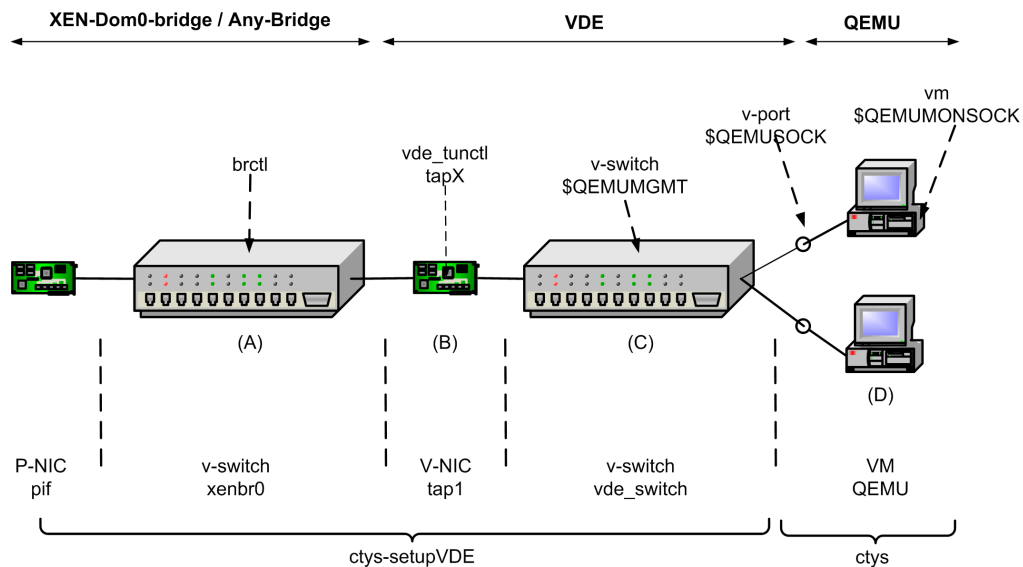 XEN-Dom0-bridge / Any-Bridge
VDE
QEMU
vm
$QEMUMONSOCK
v-port
$QEMUSOCK
vde_tunctl
tapX
brctl
v-switch
$QEMUMGMT
(A)
(B)
(C)
(D)
P-NIC
pif
v-switch
xenbr0
V-NIC
tap1
v-switch
vde_switch
VM
QEMU
ctys-setupVDE
ctys